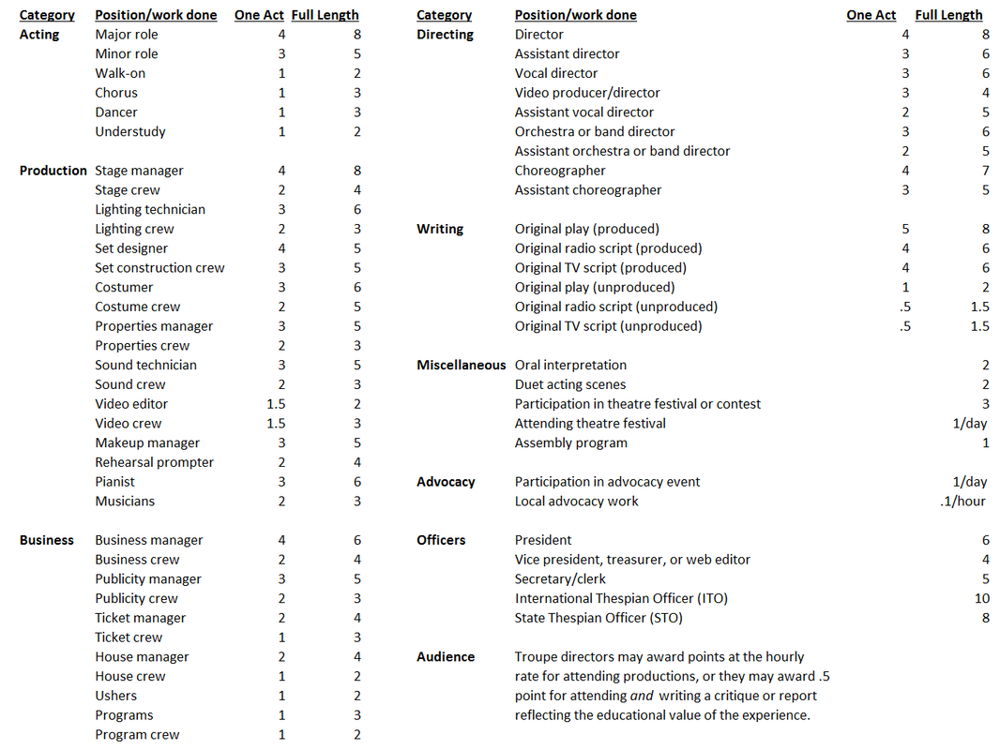 Category Position/work done One Act Full Length
Acting Major role 4 8
Minor role 3 5
Walk-on 1 2
Chorus 1 3
Dancer 1 3
Understudy 1 2
Production Stage manager 4 8
Stage crew 2 4
Lighting technician 3 6
Lighting crew 2 3
Set designer 4 5
Set construction crew 3 5
Costumer 3 6
Costume crew 2 5
Properties manager 3 5
Properties crew 2 3
Sound technician 3 5
Sound crew 2 3
Video editor 1.5 2
Video crew 1.5 3
Makeup manager 3 5
Rehearsal prompter 2 4
Pianist 3 6
Musicians 2 3
Business Business manager 4 6
Business crew 2 4
Publicity manager 3 5
Publicity crew 2 3
Ticket manager 2 4
Ticket crew 1 3
House manager 2 4
House crew 1 2
Ushers 1 2
Programs 1 3
Program crew 1 2
Category Position/work done One Act Full Length
Directing Director 4 8
Assistant director 3 6
Vocal director 3 6
Video producer/director 3 4
Assistant vocal director 2 5
Orchestra or band director 3 6
Assistant orchestra or band director 2 5
Choreographer 4 7
Assistant choreographer 3 5
Writing Original play (produced) 5 8
Original radio script (produced) 4 6
Original TV script (produced) 4 6
Original play (unproduced) 1 2
Original radio script (unproduced) .5 1.5
Original TV script (unproduced) .5 1.5
Miscellaneous Oral interpretation 2
Duet acting scenes 2
Participation in theatre festival or contest 3
Attending theatre festival 1/day
Assembly program 1
Advocacy Participation in advocacy event 1/day
Local advocacy work .1/hour
Officers President 6
Vice president, treasurer, or web editor 4
Secretary/clerk 5
International Thespian Officer (ITO) 10
State Thespian Officer (STO) 8
Audience Troupe directors may award points at the hourly
rate for attending productions, or they may award .5
point for attending and writing a critique or report
reflecting the educational value of the experience.